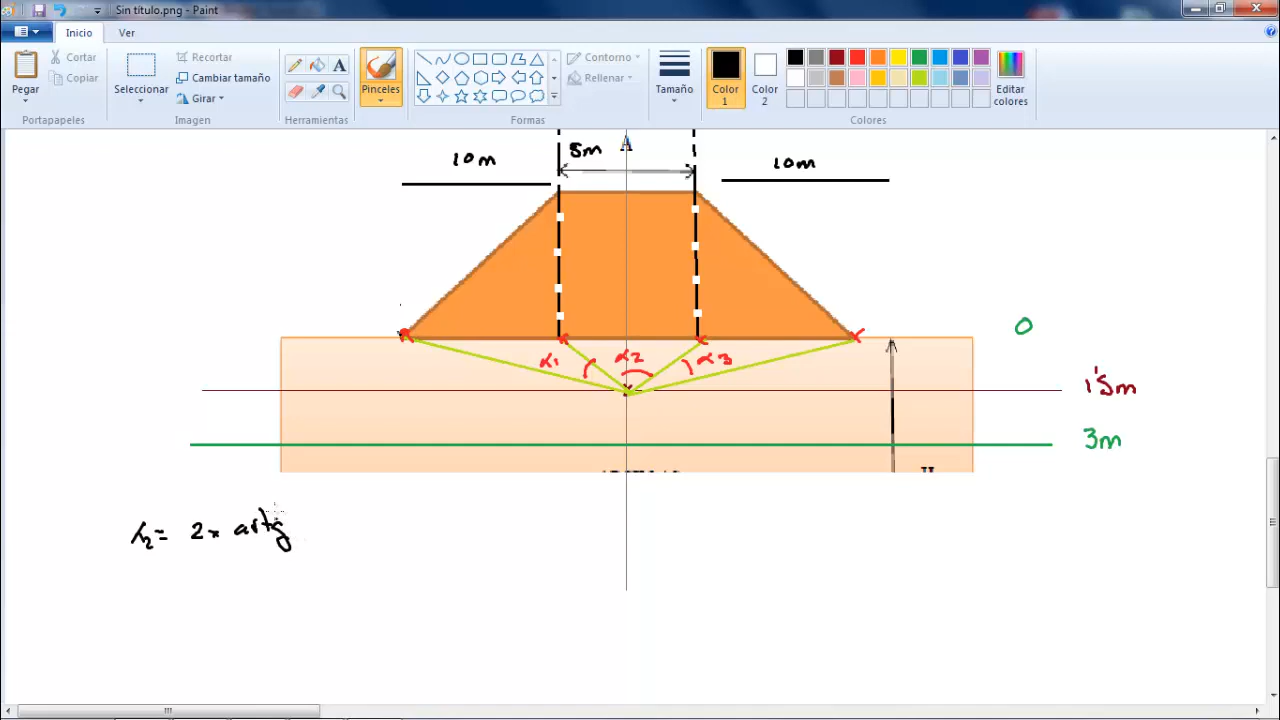 Sin título.png - Paint
Inicio
Ver
Pegar
Cortar
Copiar
Portapapeles
Seleccionar
Recortar
Cambiar tamaño
Girar
Imagen
A
Herramientas
Pinceles
Contorno
Rellenar
Formas
Tamaño
Color 1
Color 2
Editar colores
Colores
10m
5m
A
10m
α1
α2
α3
0
1'5m
3m
α2= 2x artg